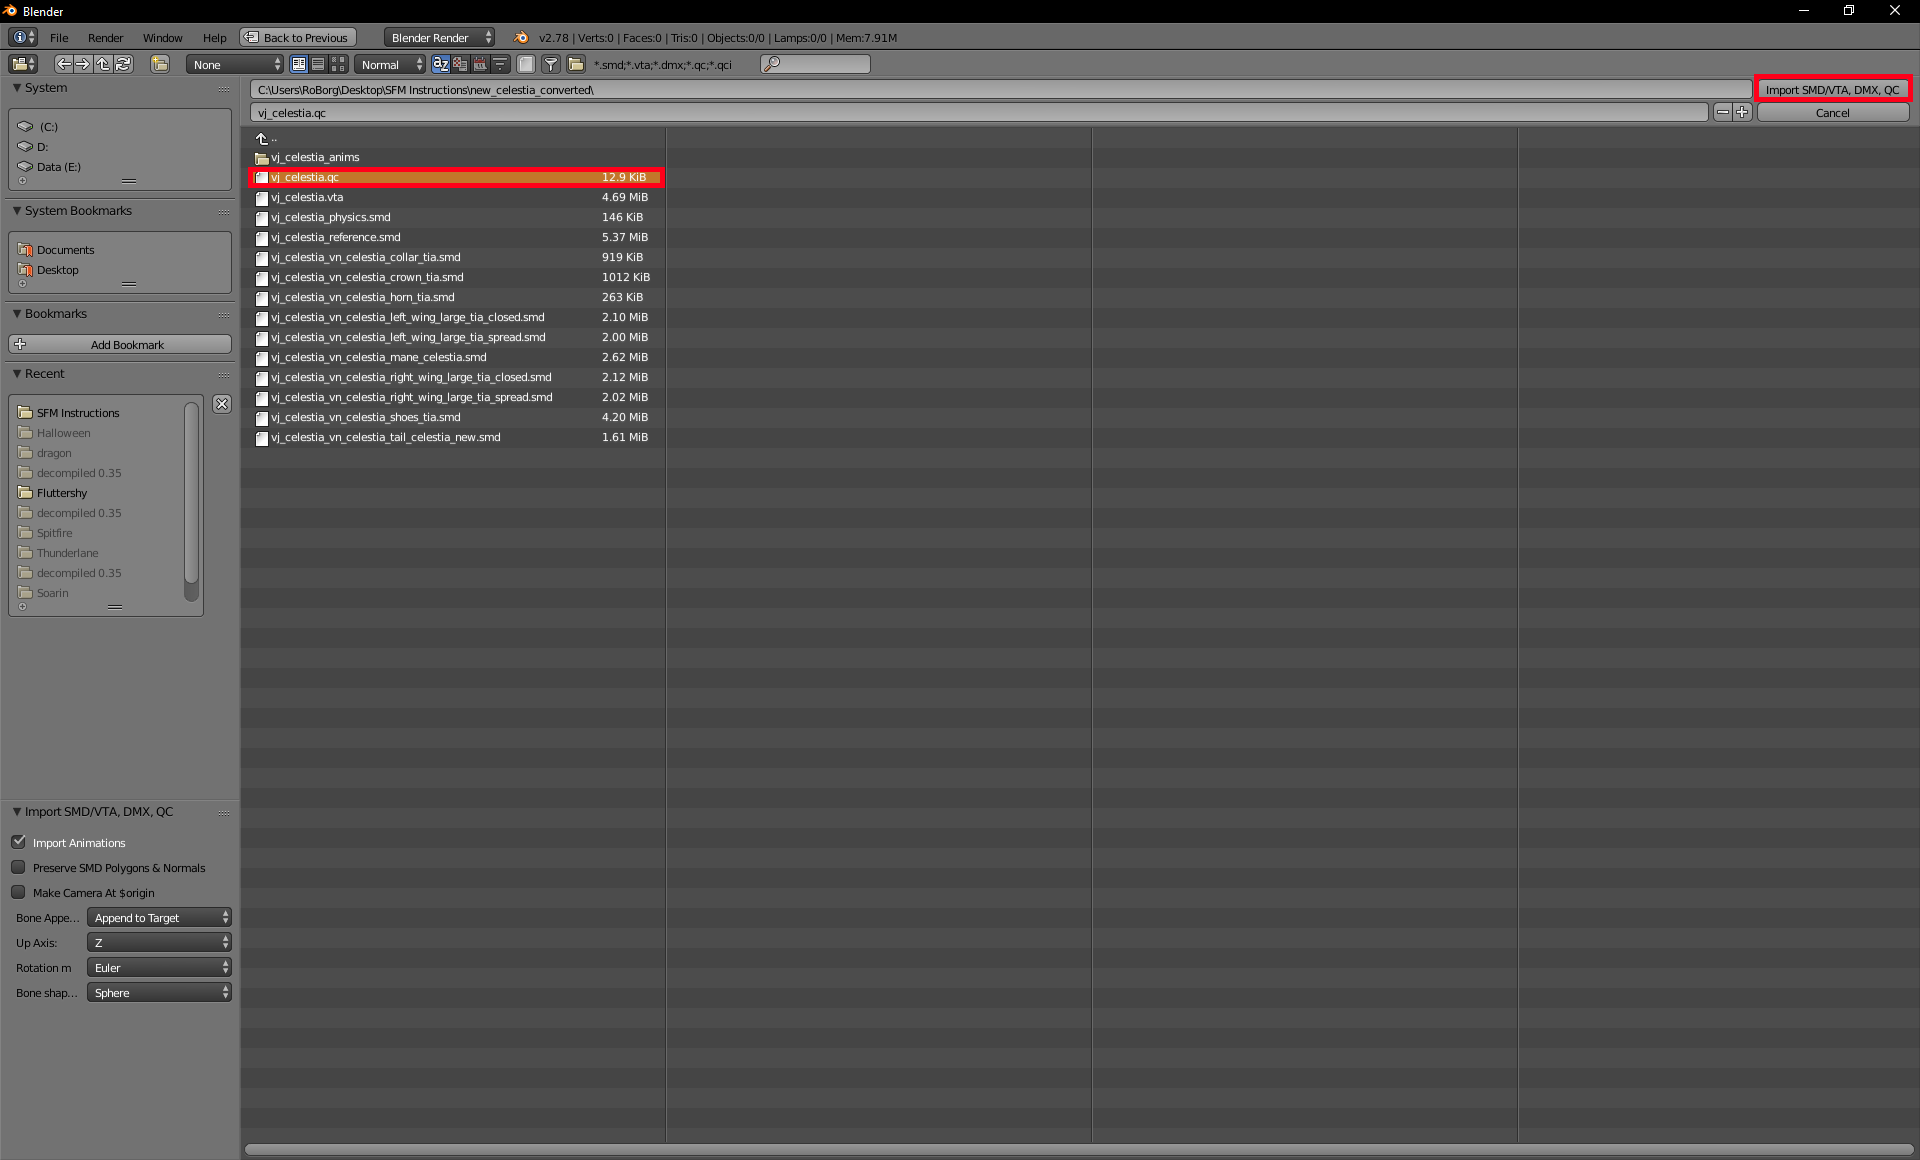 Blender
File Render Window Help Back to Previous Blender Render v2.78 | Verts:0 | Faces:0 | Tris:0 | Objects:0/0 | Lamps:0/0 | Mem:7.91M
None Normal *.smd;*.vta;*.dmx;*.qc;*.qci
System
(C:)
D:
Data (E:)
System Bookmarks
Documents
Desktop
Bookmarks
Add Bookmark
Recent
SFM Instructions
Halloween
dragon
decompiled 0.35
Fluttershy
decompiled 0.35
Spitfire
Thunderlane
decompiled 0.35
Soarin
Import SMD/VTA, DMX, QC
Import Animations
Preserve SMD Polygons & Normals
Make Camera At $origin
Bone Appe... Append to Target
Up Axis: Z
Rotation m Euler
Bone shap... Sphere
C:\Users\RoBorg\Desktop\SFM Instructions\new_celestia_converted\ Import SMD/VTA, DMX, QC
vj_celestia.qc Cancel
..
vj_celestia_anims
vj_celestia.qc 12.9 KiB
vj_celestia.vta 4.69 MiB
vj_celestia_physics.smd 146 KiB
vj_celestia_reference.smd 5.37 MiB
vj_celestia_vn_celestia_collar_tia.smd 919 KiB
vj_celestia_vn_celestia_crown_tia.smd 1012 KiB
vj_celestia_vn_celestia_horn_tia.smd 263 KiB
vj_celestia_vn_celestia_left_wing_large_tia_closed.smd 2.10 MiB
vj_celestia_vn_celestia_left_wing_large_tia_spread.smd 2.00 MiB
vj_celestia_vn_celestia_mane_celestia.smd 2.62 MiB
vj_celestia_vn_celestia_right_wing_large_tia_closed.smd 2.12 MiB
vj_celestia_vn_celestia_right_wing_large_tia_spread.smd 2.02 MiB
vj_celestia_vn_celestia_shoes_tia.smd 4.20 MiB
vj_celestia_vn_celestia_tail_celestia_new.smd 1.61 MiB